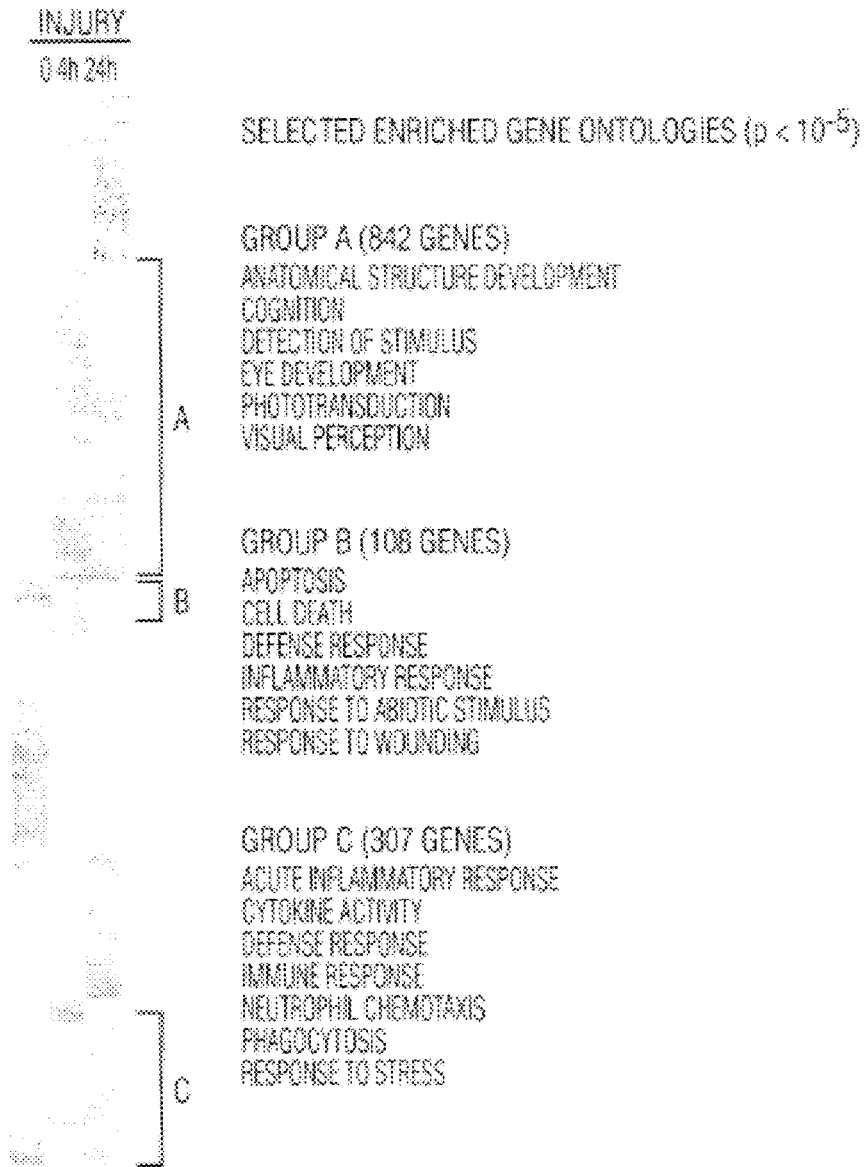 INJURY
0 4h 24h
SELECTED ENRICHED GENE ONTOLOGIES (p < 10-5)
GROUP A (842 GENES)
ANATOMICAL STRUCTURE DEVELOPMENT
COGNITION
DETECTION OF STIMULUS
EYE DEVELOPMENT
PHOTOTRANSDUCTION
VISUAL PERCEPTION
A
GROUP B (108 GENES)
APOPTOSIS
CELL DEATH
DEFENSE RESPONSE
INFLAMMATORY RESPONSE
RESPONSE TO ABIOTIC STIMULUS
RESPONSE TO WOUNDING
B
GROUP C (307 GENES)
ACUTE INFLAMMATORY RESPONSE
CYTOKINE ACTIVITY
DEFENSE RESPONSE
IMMUNE RESPONSE
NEUTROPHIL CHEMOTAXIS
PHAGOCYTOSIS
RESPONSE TO STRESS
C